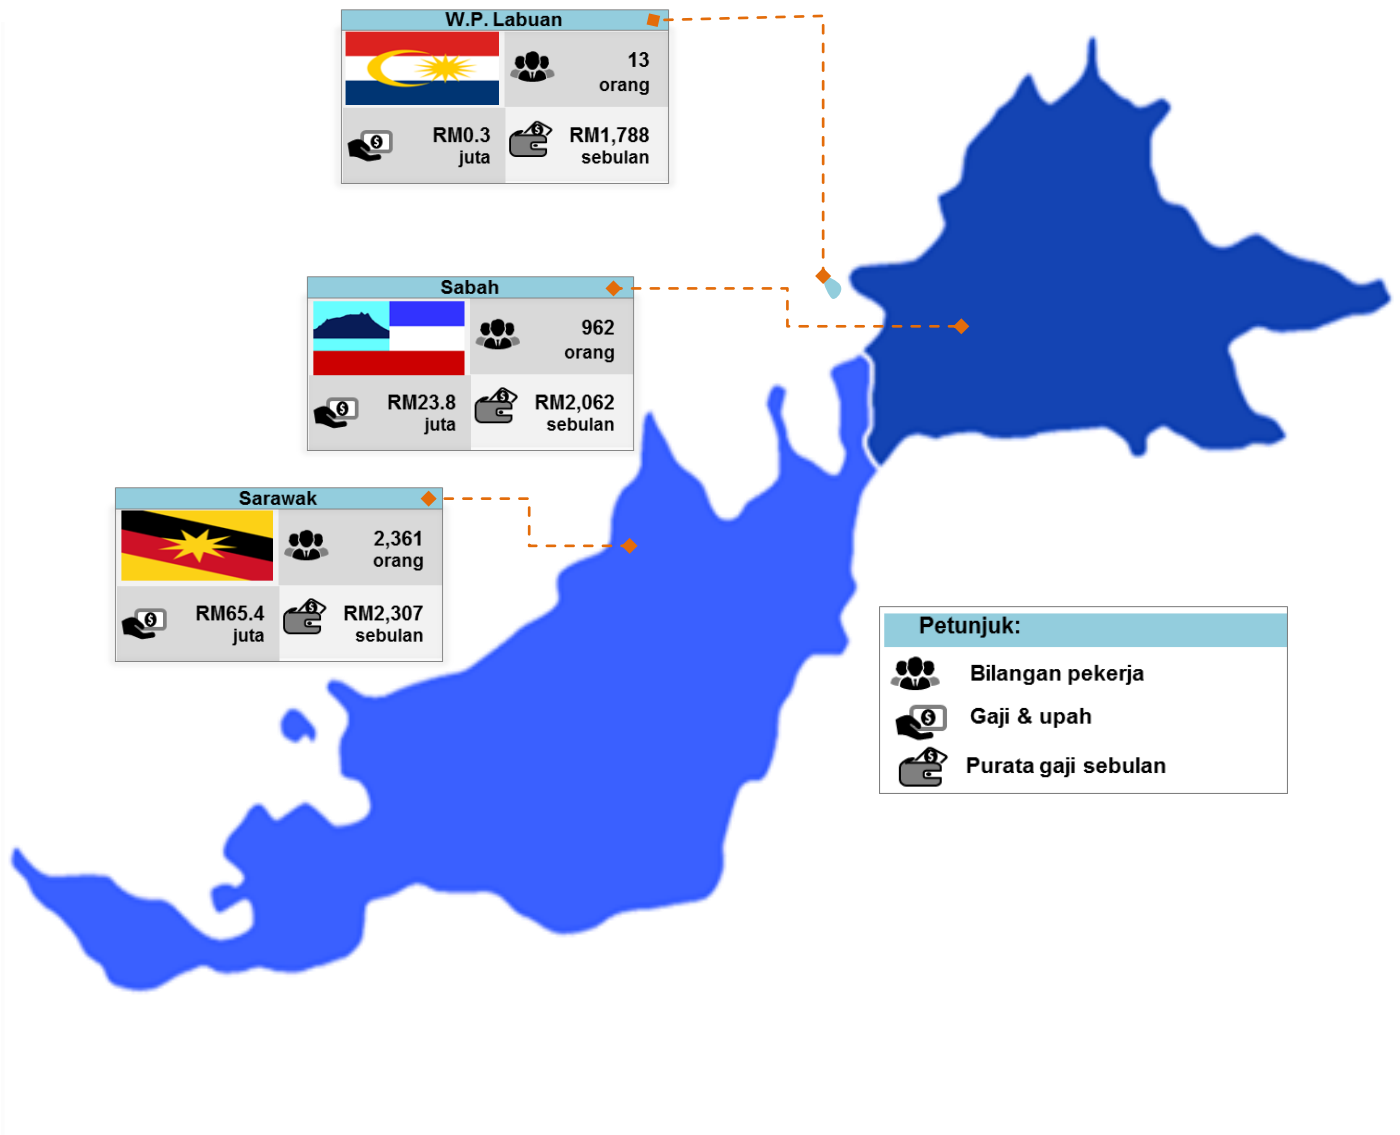 W.P. Labuan
13
orang
RM0.3
juta
RM1,788
sebulan
Sabah
962
orang
RM23.8
juta
RM2,062
sebulan
Sarawak
2,361
orang
RM65.4
juta
RM2,307
sebulan
Petunjuk:
Bilangan pekerja
Gaji & upah
Purata gaji sebulan